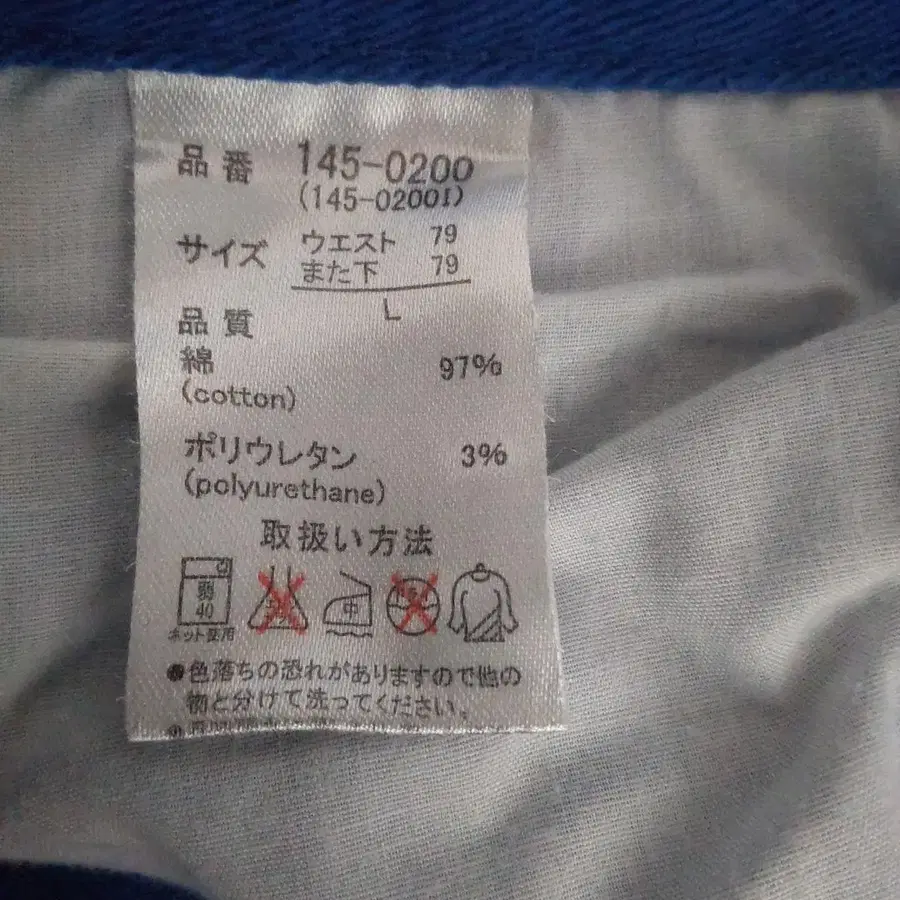 品番 145-0200
(145-0200I)
サイズ ウエスト 79
また下 79
L
品質
綿 97%
(cotton)
ポリウレタン 3%
(polyurethane)
取扱い方法
弱 中
40
ネット使用
●色落ちの恐れがありますので他の
物と分けて洗ってください。